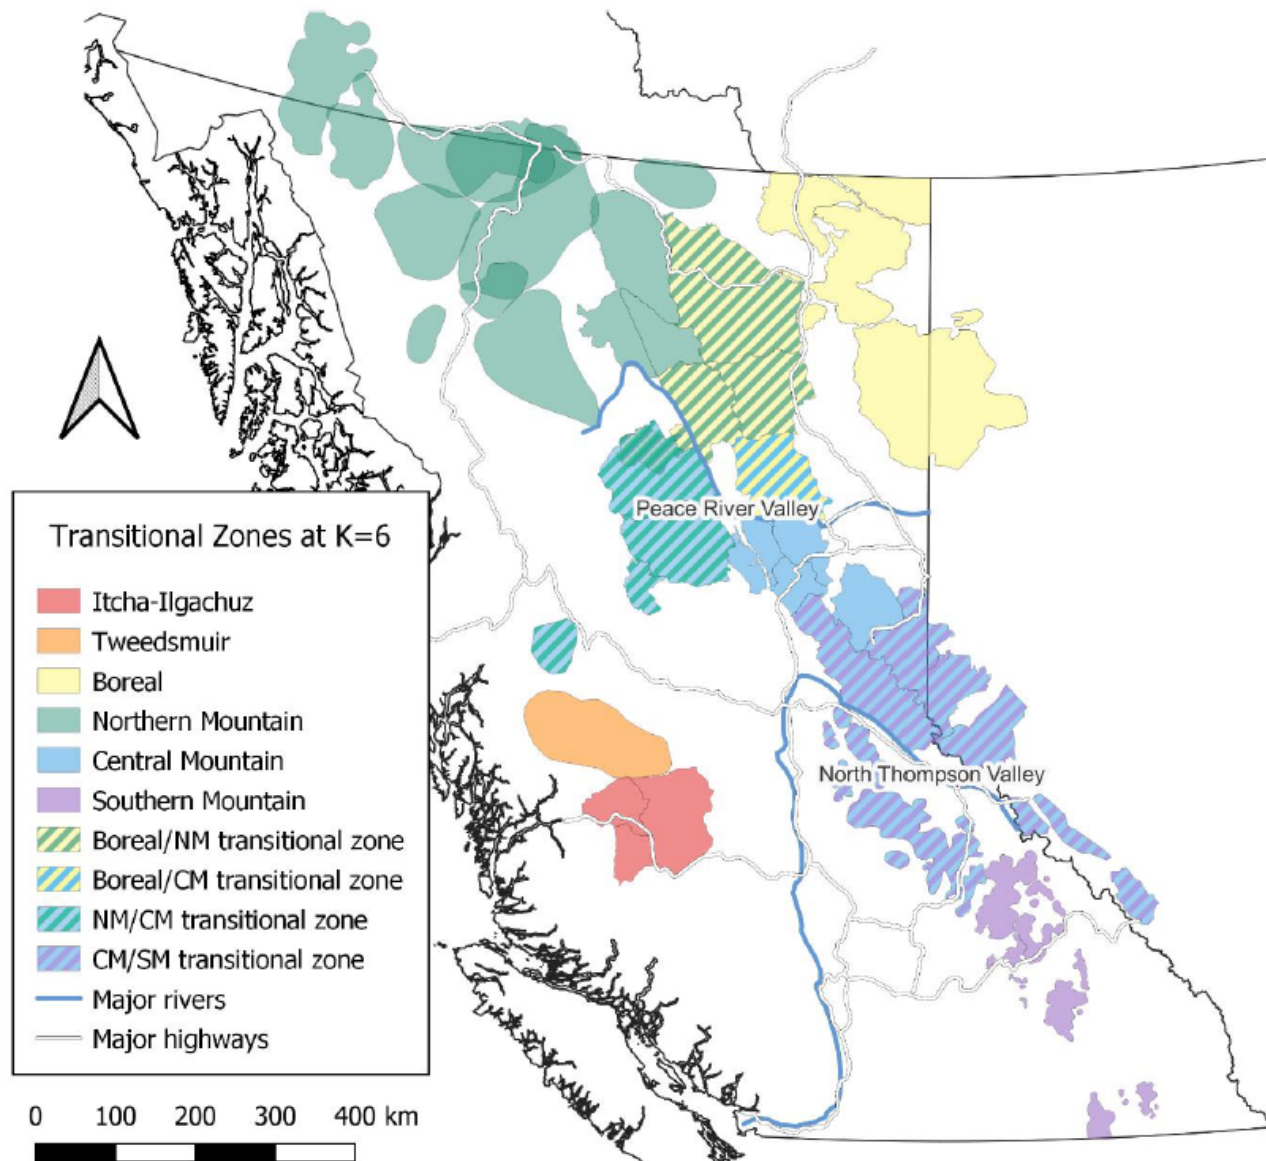 Peace River Valley
Transitional Zones at K=6
Itcha-Ilgachuz
Tweedsmuir
Boreal
Northern Mountain
Central Mountain
Southern Mountain
Boreal/NM transitional zone
Boreal/CM transitional zone
NM/CM transitional zone
CM/SM transitional zone
Major rivers
Major highways
North Thompson Valley
0 100 200 300 400 km